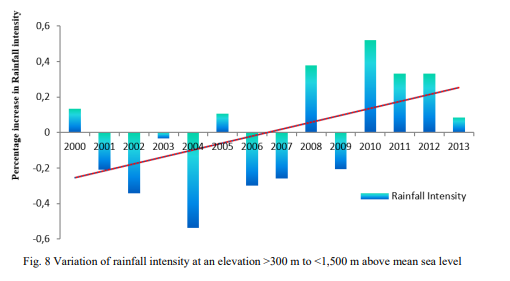 Percentage increase in Rainfall intensity
0,6
0,4
0,2
0
-0,2
-0,4
-0,6
2000 2001 2002 2003 2004 2005 2006 2007 2008 2009 2010 2011 2012 2013
Rainfall Intensity
Fig. 8 Variation of rainfall intensity at an elevation >300 m to <1,500 m above mean sea level